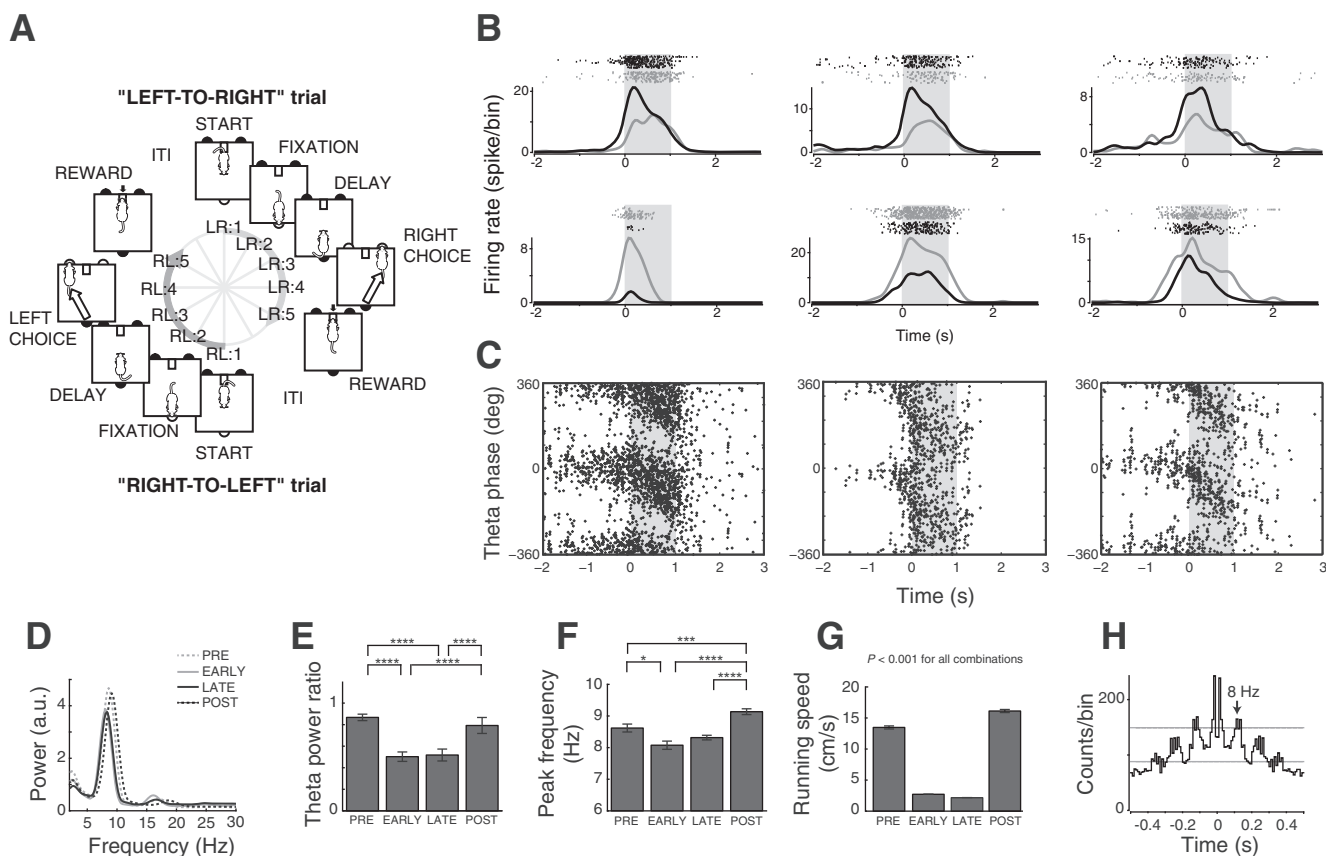 A
"LEFT-TO-RIGHT" trial
START
ITI
FIXATION
REWARD
DELAY
LR:1
LR:2
RIGHT
CHOICE
RL:5
LR:3
RL:4
LR:4
LEFT
CHOICE
RL:3
LR:5
RL:2
RL:1
DELAY
ITI
REWARD
FIXATION
START
"RIGHT-TO-LEFT" trial
B
Firing rate (spike/bin)
20
0
-2 0 2
10
0
-2 0 2
8
0
-2 0 2
8
0
-2 0 2
20
0
-2 0 2
15
0
-2 0 2
Time (s)
C
Theta phase (deg)
360
0
−360
−2 −1 0 1 2 3
360
0
−360
−2 −1 0 1 2 3
360
0
−360
−2 −1 0 1 2 3
Time (s)
D
PRE
EARLY
LATE
POST
Power (a.u.)
4
2
0
5 10 15 20 25 30
Frequency (Hz)
E
**** ****
**** ****
Theta power ratio
1
0
PRE EARLY LATE POST
F
***
* ****
****
Peak frequency
(Hz)
10
9
8
7
6
PRE EARLY LATE POST
G
P < 0.001 for all combinations
Running speed
(cm/s)
20
15
10
5
0
PRE EARLY LATE POST
H
8 Hz
Counts/bin
200
100
0
-0.4 -0.2 0 0.2 0.4
Time (s)